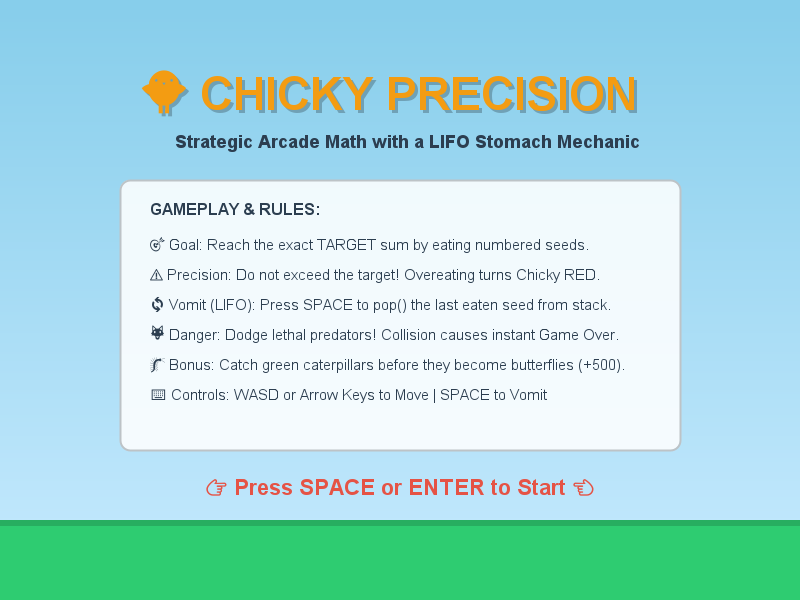 CHICKY PRECISION
Strategic Arcade Math with a LIFO Stomach Mechanic
GAMEPLAY & RULES:
Goal: Reach the exact TARGET sum by eating numbered seeds.
Precision: Do not exceed the target! Overeating turns Chicky RED.
Vomit (LIFO): Press SPACE to pop() the last eaten seed from stack.
Danger: Dodge lethal predators! Collision causes instant Game Over.
Bonus: Catch green caterpillars before they become butterflies (+500).
Controls: WASD or Arrow Keys to Move | SPACE to Vomit
Press SPACE or ENTER to Start